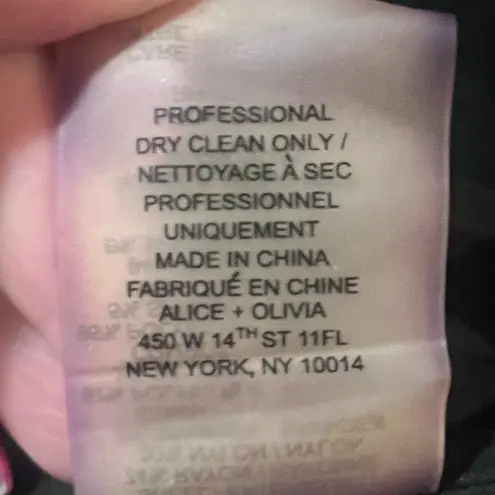 PROFESSIONAL
DRY CLEAN ONLY /
NETTOYAGE À SEC
PROFESSIONNEL
UNIQUEMENT
MADE IN CHINA
FABRIQUÉ EN CHINE
ALICE + OLIVIA
450 W 14TH ST 11FL
NEW YORK, NY 10014